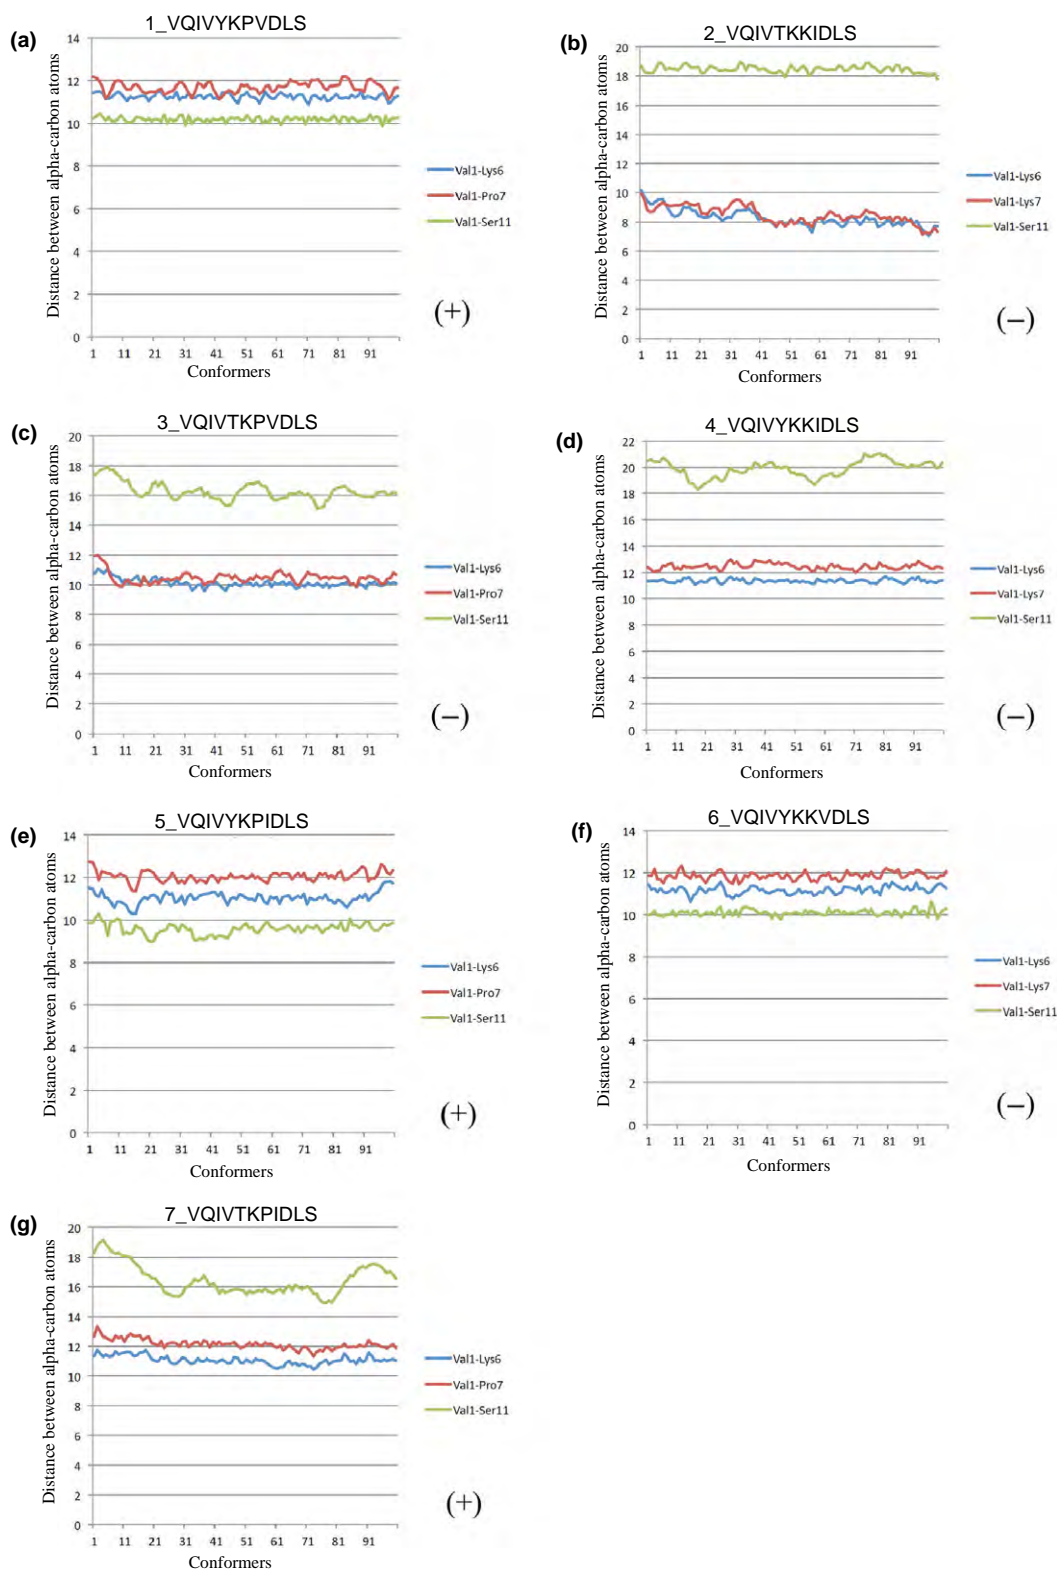 (a)
1_VQIVYKPVDLS
Distance between alpha-carbon atoms
14
12
10
8
6
4
2
0
1 11 21 31 41 51 61 71 81 91
Conformers
Val1-Lys6
Val1-Pro7
Val1-Ser11
(+)
(b)
2_VQIVTKKIDLS
Distance between alpha-carbon atoms
20
18
16
14
12
10
8
6
4
2
0
1 11 21 31 41 51 61 71 81 91
Conformers
Val1-Lys6
Val1-Lys7
Val1-Ser11
(–)
(c)
3_VQIVTKPVDLS
Distance between alpha-carbon atoms
20
18
16
14
12
10
8
6
4
2
0
1 11 21 31 41 51 61 71 81 91
Conformers
Val1-Lys6
Val1-Pro7
Val1-Ser11
(–)
(d)
4_VQIVYKKIDLS
Distance between alpha-carbon atoms
22
20
18
16
14
12
10
8
6
4
2
0
1 11 21 31 41 51 61 71 81 91
Conformers
Val1-Lys6
Val1-Lys7
Val1-Ser11
(–)
(e)
5_VQIVYKPIDLS
Distance between alpha-carbon atoms
14
12
10
8
6
4
2
0
1 11 21 31 41 51 61 71 81 91
Conformers
Val1-Lys6
Val1-Pro7
Val1-Ser11
(+)
(f)
6_VQIVYKKVDLS
Distance between alpha-carbon atoms
14
12
10
8
6
4
2
0
1 11 21 31 41 51 61 71 81 91
Conformers
Val1-Lys6
Val1-Lys7
Val1-Ser11
(–)
(g)
7_VQIVTKPIDLS
Distance between alpha-carbon atoms
20
18
16
14
12
10
8
6
4
2
0
1 11 21 31 41 51 61 71 81 91
Conformers
Val1-Lys6
Val1-Pro7
Val1-Ser11
(+)